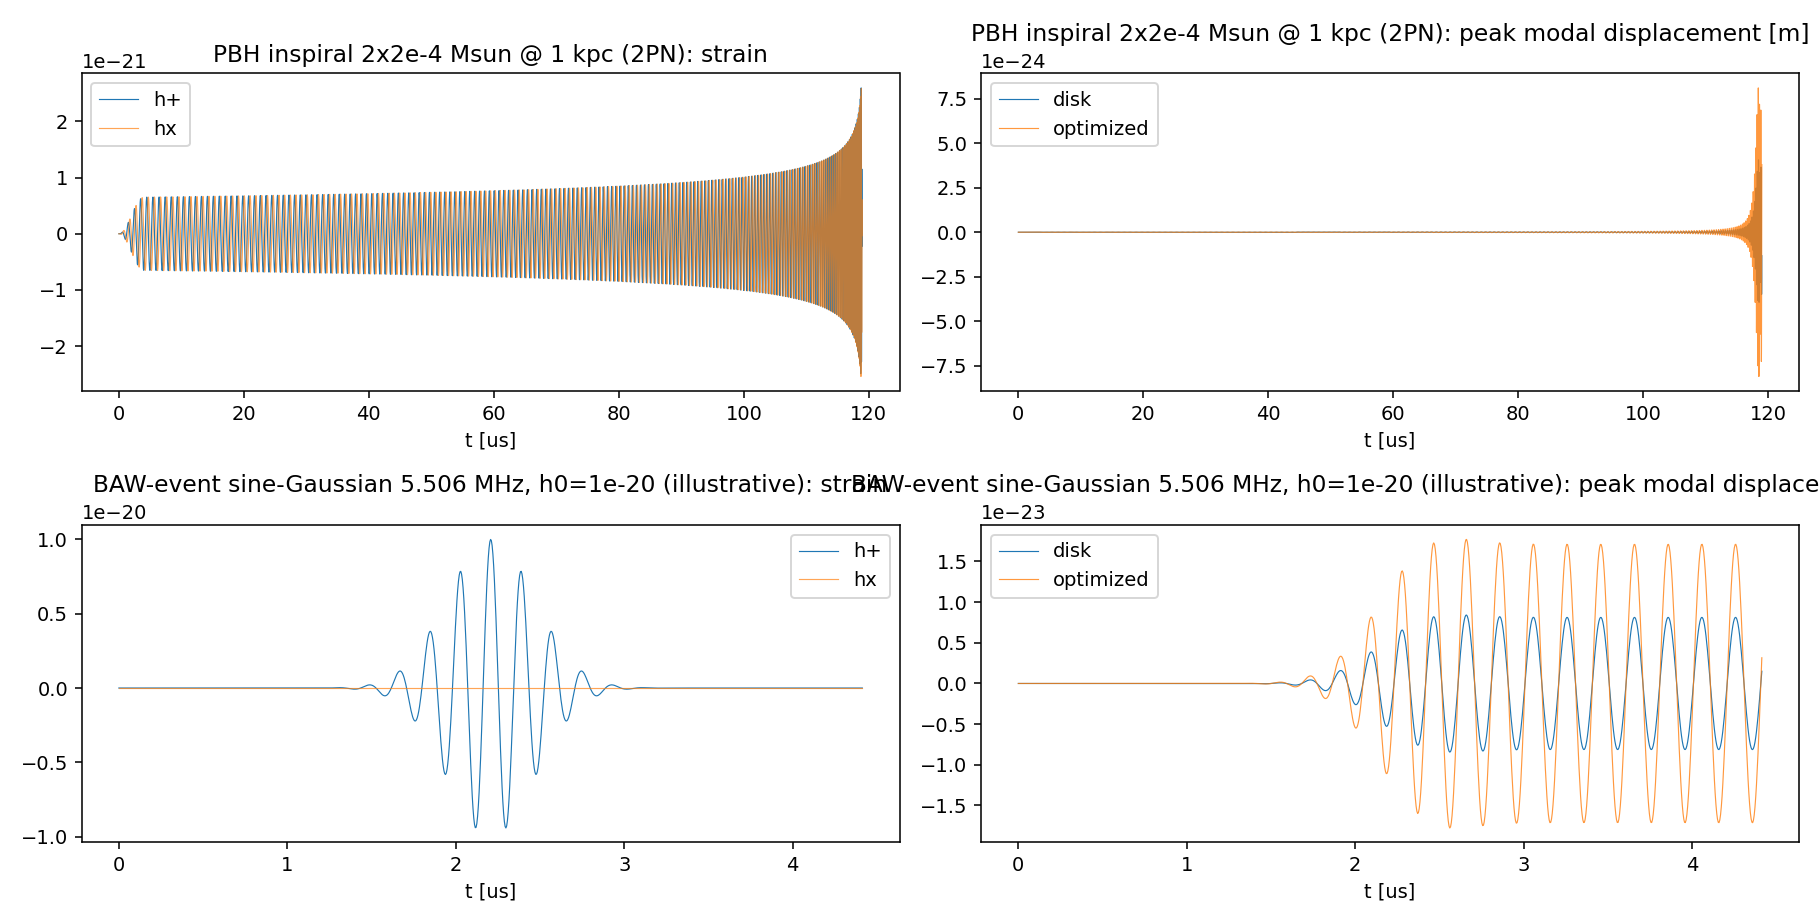 PBH inspiral 2x2e-4 Msun @ 1 kpc (2PN): strain
1e−21
h+
hx
2
1
0
−1
−2
0 20 40 60 80 100 120
t [us]
PBH inspiral 2x2e-4 Msun @ 1 kpc (2PN): peak modal displacement [m]
1e−24
disk
optimized
7.5
5.0
2.5
0.0
−2.5
−5.0
−7.5
0 20 40 60 80 100 120
t [us]
BAW-event sine-Gaussian 5.506 MHz, h0=1e-20 (illustrative): strain
1e−20
h+
hx
1.0
0.5
0.0
−0.5
−1.0
0 1 2 3 4
t [us]
BAW-event sine-Gaussian 5.506 MHz, h0=1e-20 (illustrative): peak modal displace
1e−23
disk
optimized
1.5
1.0
0.5
0.0
−0.5
−1.0
−1.5
0 1 2 3 4
t [us]